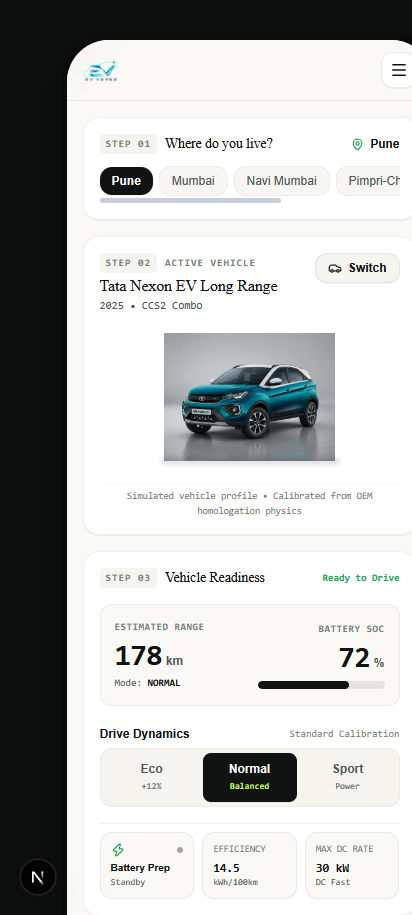 EV VERSE
STEP 01 Where do you live? Pune
Pune Mumbai Navi Mumbai Pimpri-Ch
STEP 02 ACTIVE VEHICLE Switch
Tata Nexon EV Long Range
2025 • CCS2 Combo
Simulated vehicle profile • Calibrated from OEM
homologation physics
STEP 03 Vehicle Readiness Ready to Drive
ESTIMATED RANGE BATTERY SOC
178 km 72 %
Mode: NORMAL
Drive Dynamics Standard Calibration
Eco Normal Sport
+12% Balanced Power
N
Battery Prep
Standby
EFFICIENCY
14.5
kWh/100km
MAX DC RATE
30 kW
DC Fast